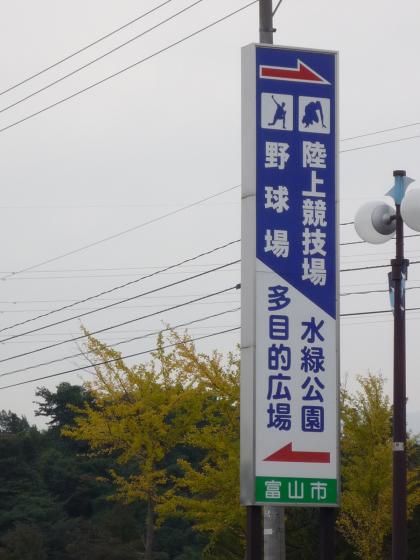 陸上競技場
野球場
水緑公園
多目的広場
富山市